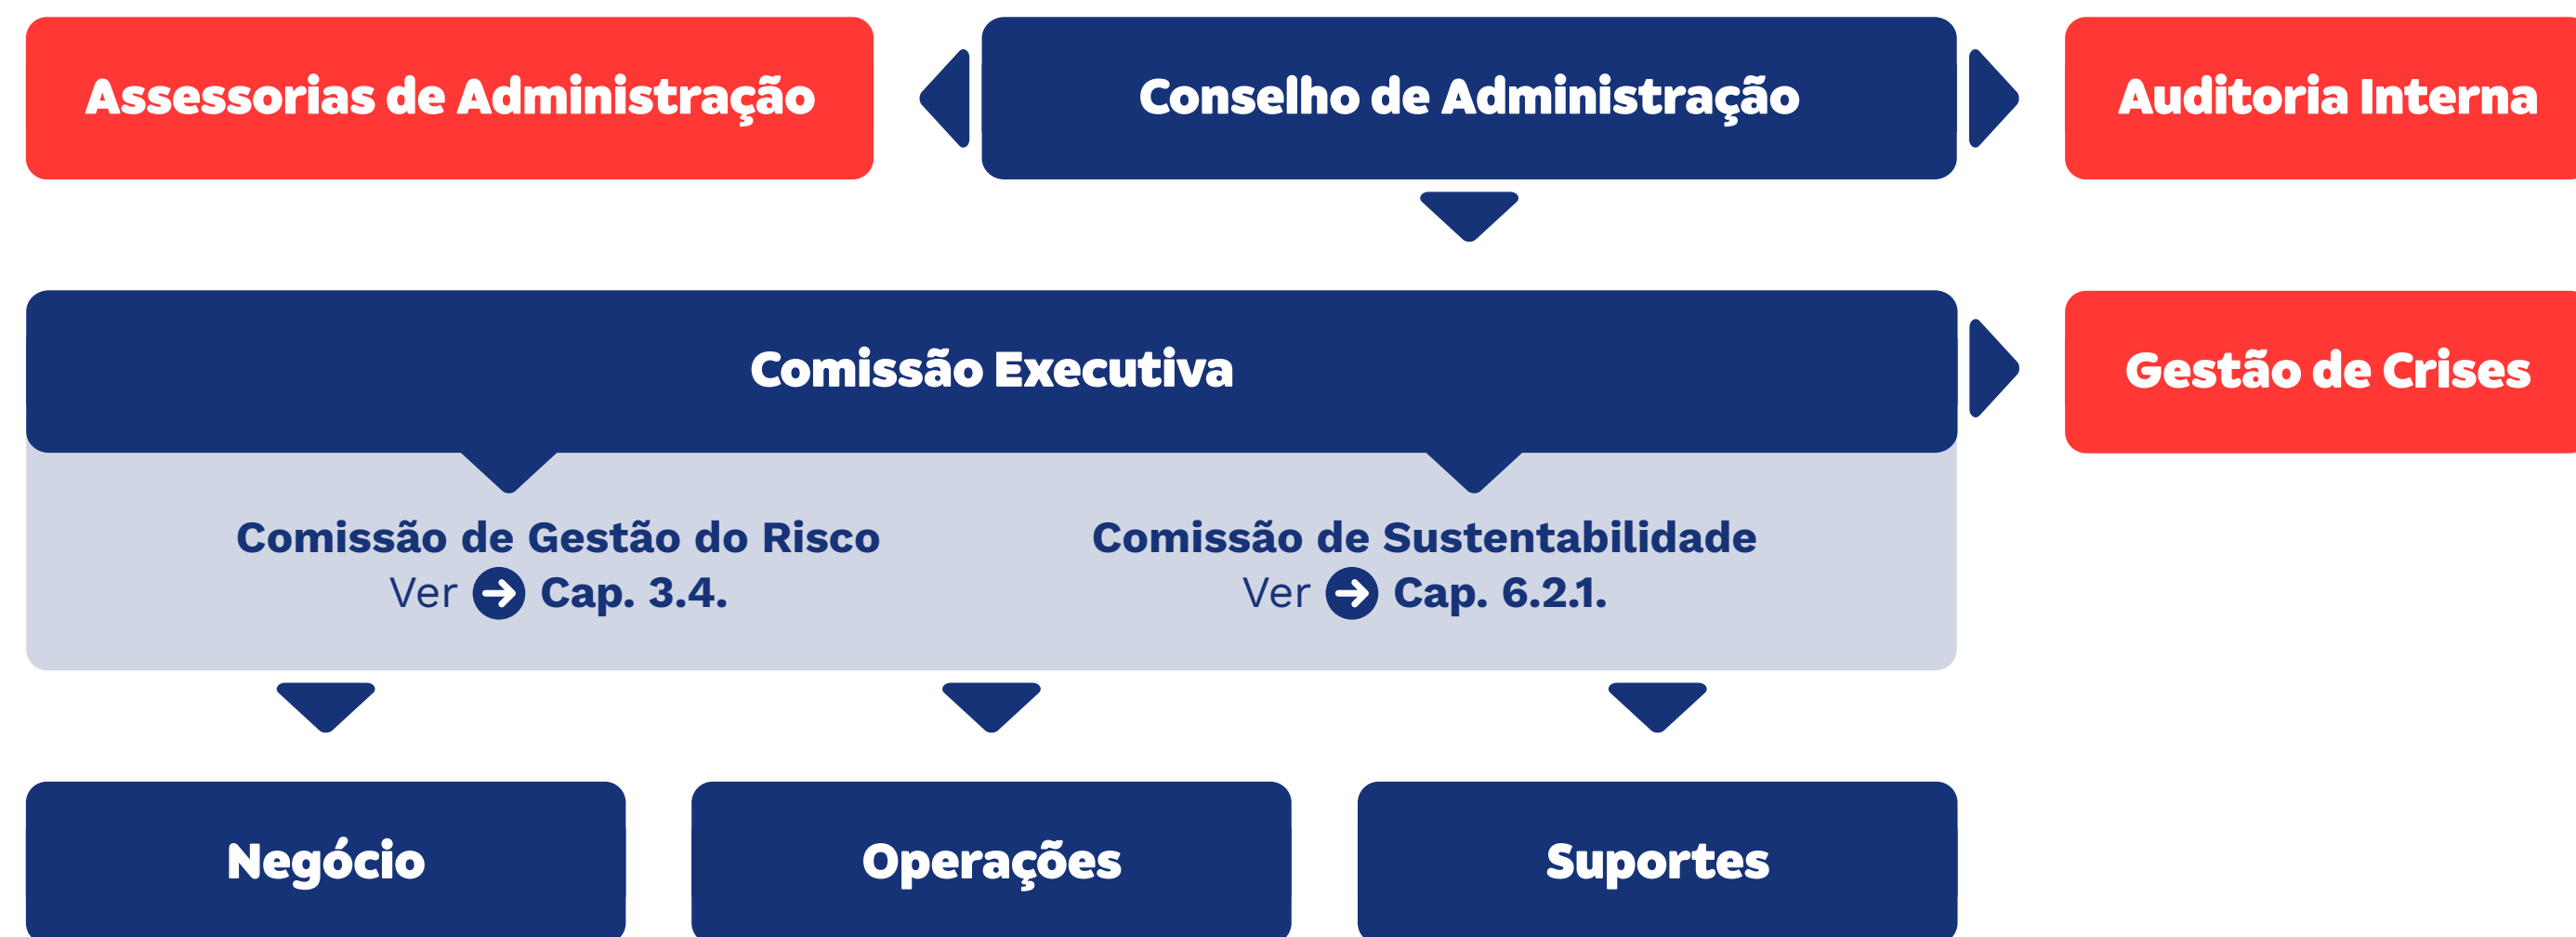 Assessorias de Administração
Conselho de Administração
Auditoria Interna
Comissão Executiva
Gestão de Crises
Comissão de Gestão do Risco
Ver Cap. 3.4.
Comissão de Sustentabilidade
Ver Cap. 6.2.1.
Negócio
Operações
Suportes